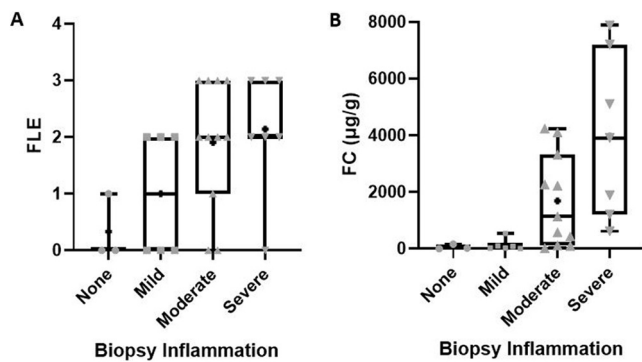 A
FLE
4
3
2
1
0
None
Mild
Moderate
Severe
Biopsy Inflammation
B
FC (µg/g)
8000
6000
4000
2000
0
None
Mild
Moderate
Severe
Biopsy Inflammation